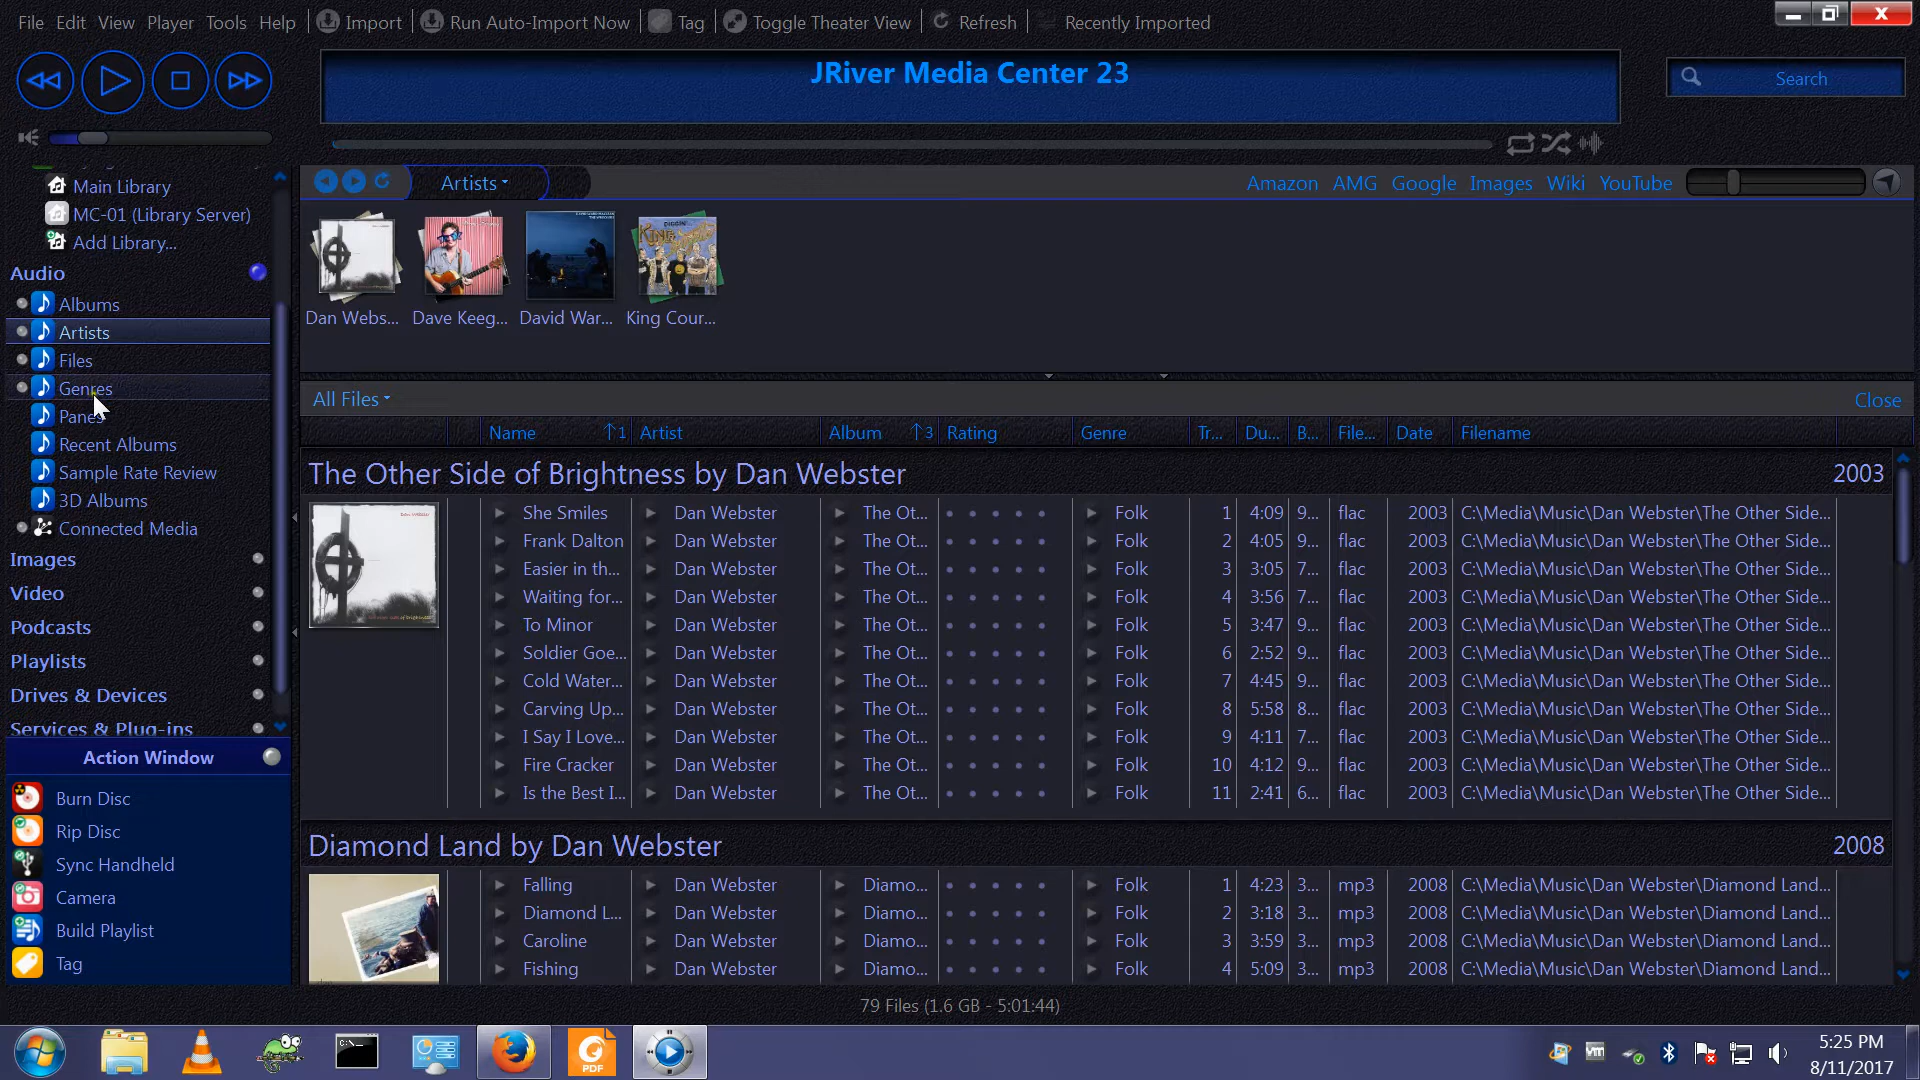 File Edit View Player Tools Help Import Run Auto-Import Now Tag Toggle Theater View Refresh Recently Imported
JRiver Media Center 23
Search
Main Library
MC-01 (Library Server)
Add Library...
Audio
Albums
Artists
Files
Genres
Panes
Recent Albums
Sample Rate Review
3D Albums
Connected Media
Images
Video
Podcasts
Playlists
Drives & Devices
Services & Plug-ins
Action Window
Burn Disc
Rip Disc
Sync Handheld
Camera
Build Playlist
Tag
Artists Amazon AMG Google Images Wiki YouTube
Dan Webs... Dave Keeg... David War... King Cour...
All Files Close
Name 1 Artist Album 3 Rating Genre Tr... Du... B... File... Date Filename
The Other Side of Brightness by Dan Webster 2003
She Smiles Dan Webster The Ot... Folk 1 4:09 9... flac 2003 C:\Media\Music\Dan Webster\The Other Side...
Frank Dalton Dan Webster The Ot... Folk 2 4:05 9... flac 2003 C:\Media\Music\Dan Webster\The Other Side...
Easier in th... Dan Webster The Ot... Folk 3 3:05 7... flac 2003 C:\Media\Music\Dan Webster\The Other Side...
Waiting for... Dan Webster The Ot... Folk 4 3:56 7... flac 2003 C:\Media\Music\Dan Webster\The Other Side...
To Minor Dan Webster The Ot... Folk 5 3:47 9... flac 2003 C:\Media\Music\Dan Webster\The Other Side...
Soldier Goe... Dan Webster The Ot... Folk 6 2:52 9... flac 2003 C:\Media\Music\Dan Webster\The Other Side...
Cold Water... Dan Webster The Ot... Folk 7 4:45 9... flac 2003 C:\Media\Music\Dan Webster\The Other Side...
Carving Up... Dan Webster The Ot... Folk 8 5:58 8... flac 2003 C:\Media\Music\Dan Webster\The Other Side...
I Say I Love... Dan Webster The Ot... Folk 9 4:11 7... flac 2003 C:\Media\Music\Dan Webster\The Other Side...
Fire Cracker Dan Webster The Ot... Folk 10 4:12 9... flac 2003 C:\Media\Music\Dan Webster\The Other Side...
Is the Best I... Dan Webster The Ot... Folk 11 2:41 6... flac 2003 C:\Media\Music\Dan Webster\The Other Side...
Diamond Land by Dan Webster 2008
Falling Dan Webster Diamo... Folk 1 4:23 3... mp3 2008 C:\Media\Music\Dan Webster\Diamond Land...
Diamond L... Dan Webster Diamo... Folk 2 3:18 3... mp3 2008 C:\Media\Music\Dan Webster\Diamond Land...
Caroline Dan Webster Diamo... Folk 3 3:59 3... mp3 2008 C:\Media\Music\Dan Webster\Diamond Land...
Fishing Dan Webster Diamo... Folk 4 5:09 3... mp3 2008 C:\Media\Music\Dan Webster\Diamond Land...
79 Files (1.6 GB - 5:01:44)
PDF
5:25 PM
8/11/2017